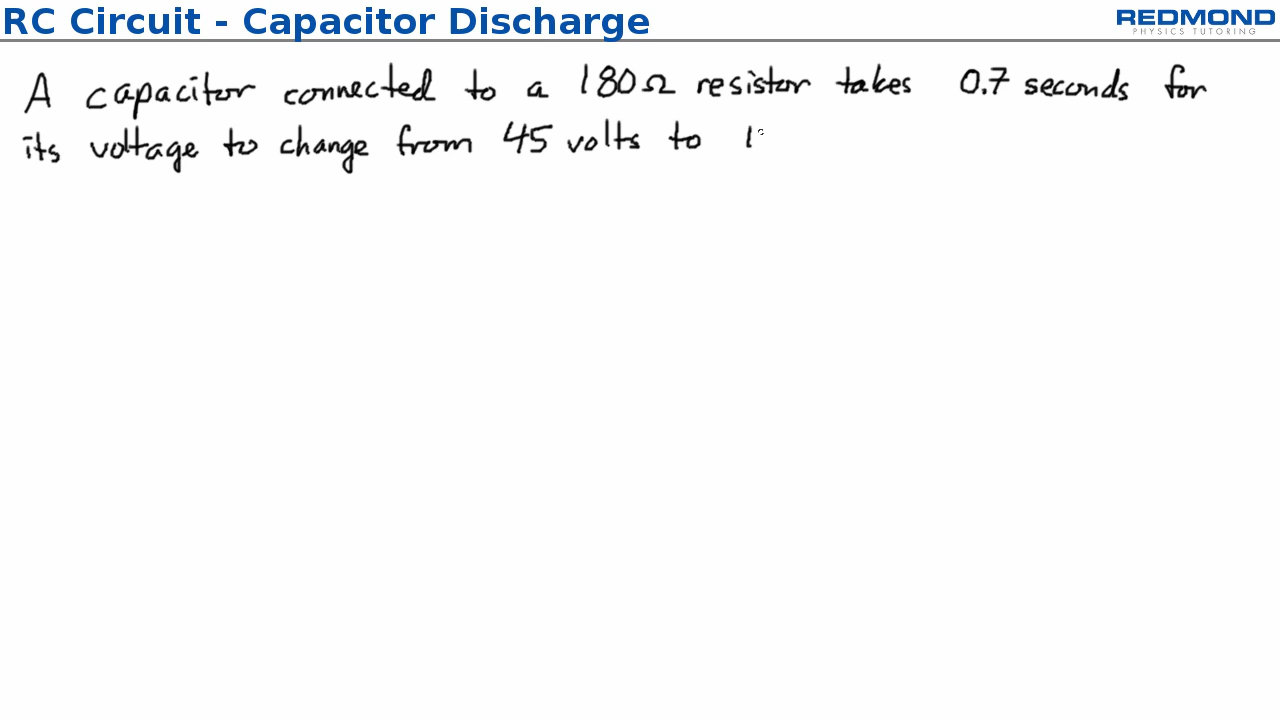 RC Circuit - Capacitor Discharge
REDMOND
PHYSICS TUTORING
A capacitor connected to a 180Ω resistor takes 0.7 seconds for
its voltage to change from 45 volts to